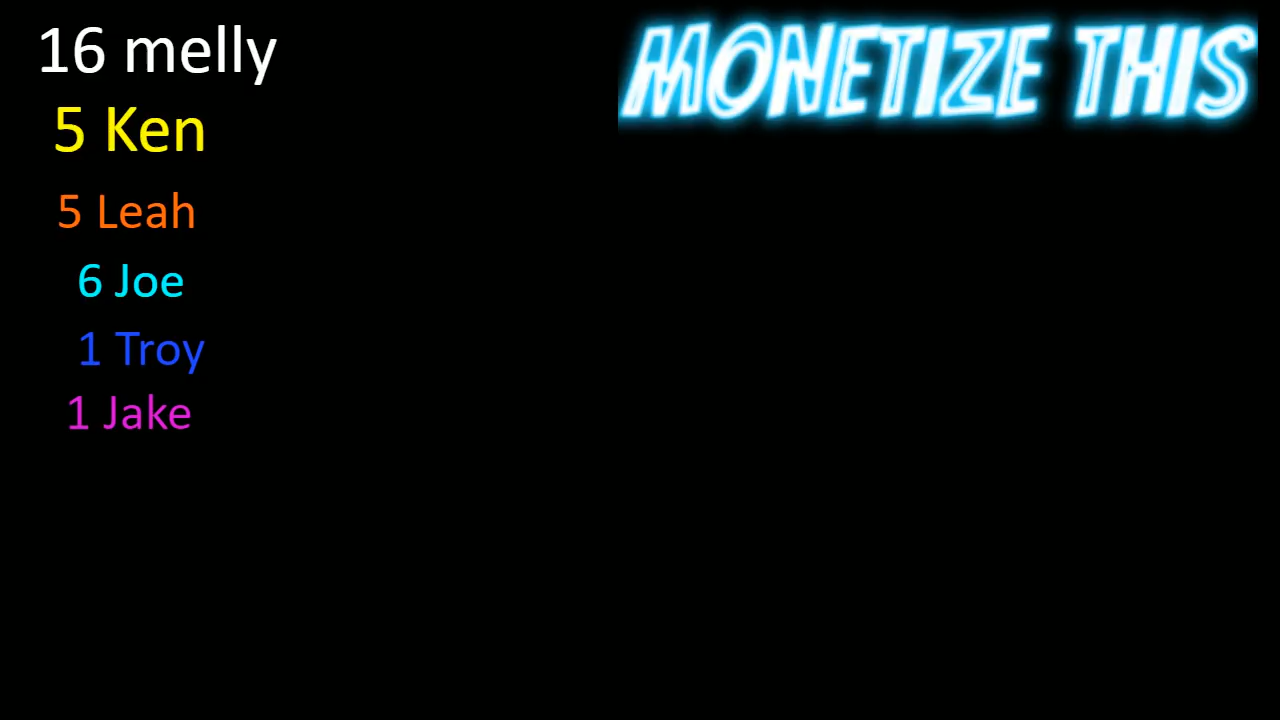 16 melly
MONETIZE THIS
5 Ken
5 Leah
6 Joe
1 Troy
1 Jake